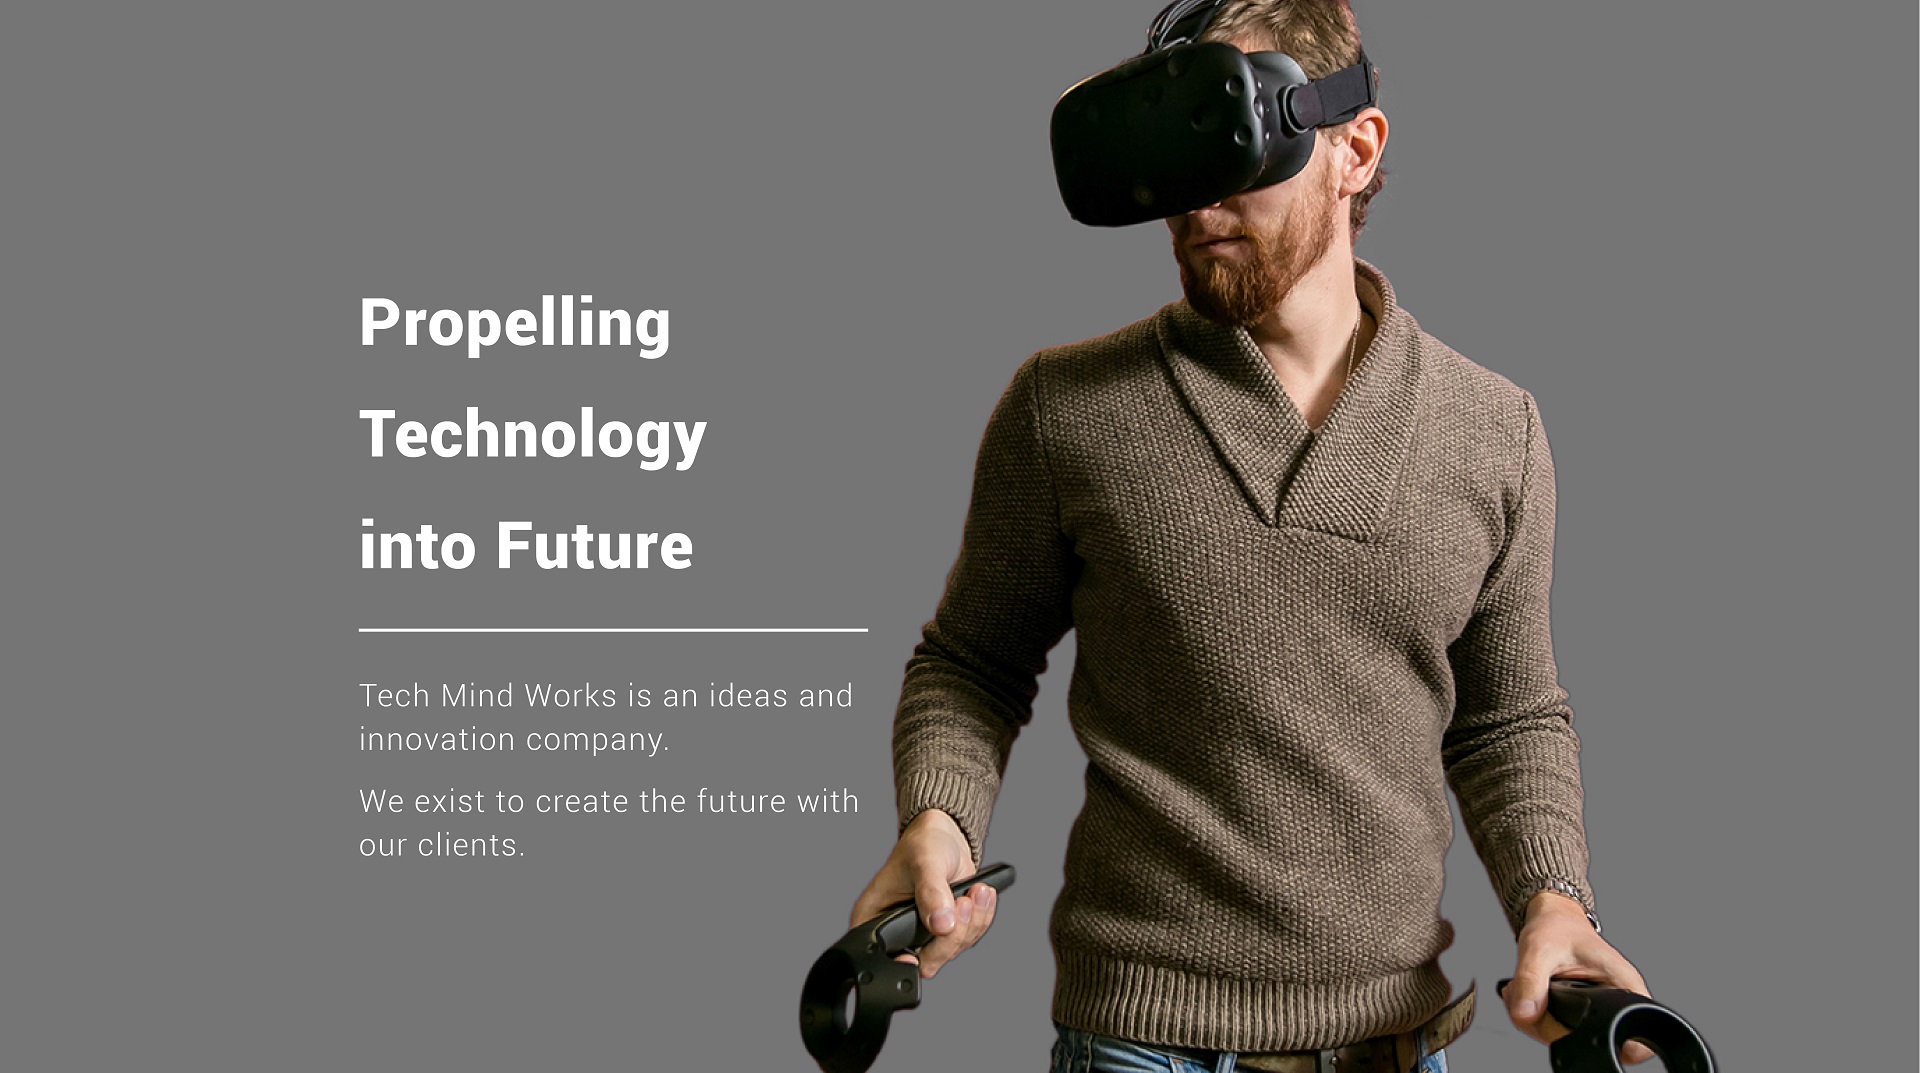 Propelling
Technology
into Future
Tech Mind Works is an ideas and
innovation company.
We exist to create the future with
our clients.